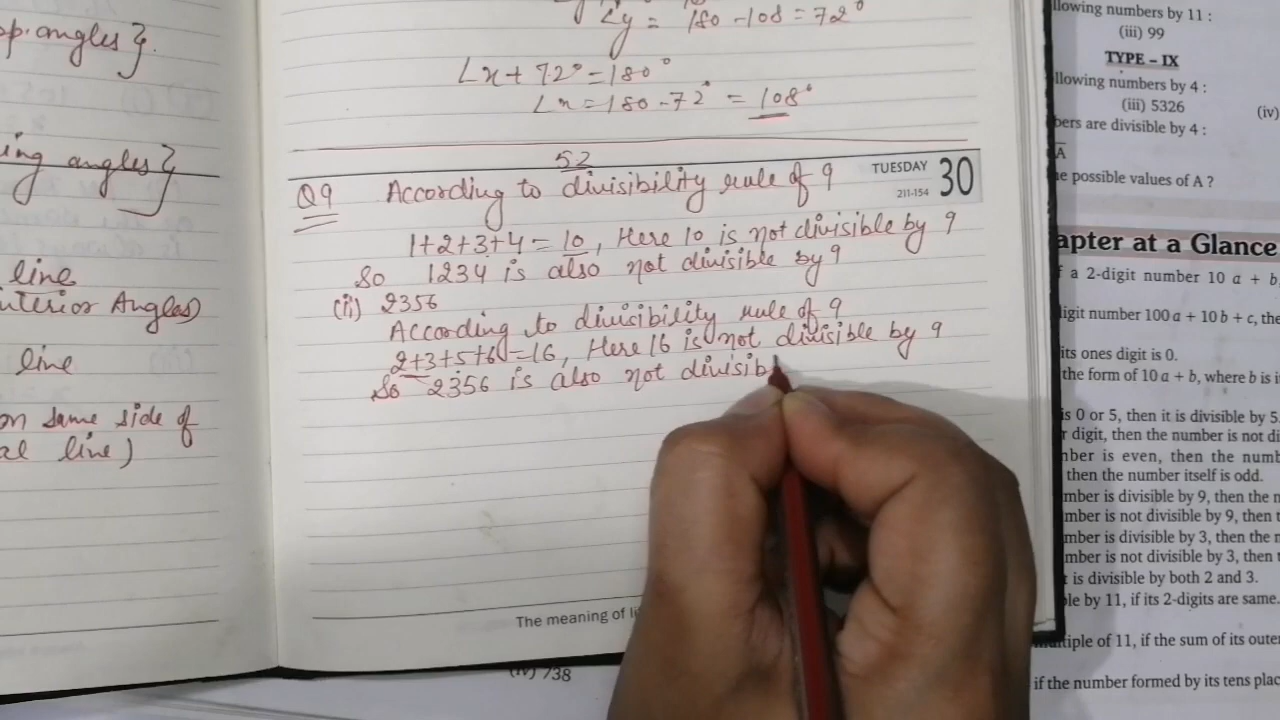 op. angles}.
ing angles}
line
nterior Angles)
line
on same side of
al line)
∠y = 180 - 108 = 72°
∠x + 72° = 180°
∠x = 180 - 72° = 108°
52
TUESDAY 30
211-154
Q9 According to divisibility rule of 9
1+2+3+4 = 10, Here 10 is not divisible by 9
So 1234 is also not divisible by 9
(ii) 2356
According to divisibility rule of 9
2+3+5+6 = 16, Here 16 is not divisible by 9
So 2356 is also not divisib
The meaning of li
(iv) 738
llowing numbers by 11 :
(iii) 99
TYPE – IX
llowing numbers by 4 :
(iii) 5326 (iv)
bers are divisible by 4 :
A
e possible values of A ?
apter at a Glance
f a 2-digit number 10 a + b
igit number 100 a + 10 b + c, the
its ones digit is 0.
the form of 10 a + b, where b is
is 0 or 5, then it is divisible by 5.
r digit, then the number is not di
nber is even, then the numb
then the number itself is odd.
mber is divisible by 9, then the n
mber is not divisible by 9, then
mber is divisible by 3, then the
mber is not divisible by 3, then
t is divisible by both 2 and 3.
le by 11, if its 2-digits are same.
ltiple of 11, if the sum of its oute
if the number formed by its tens plac